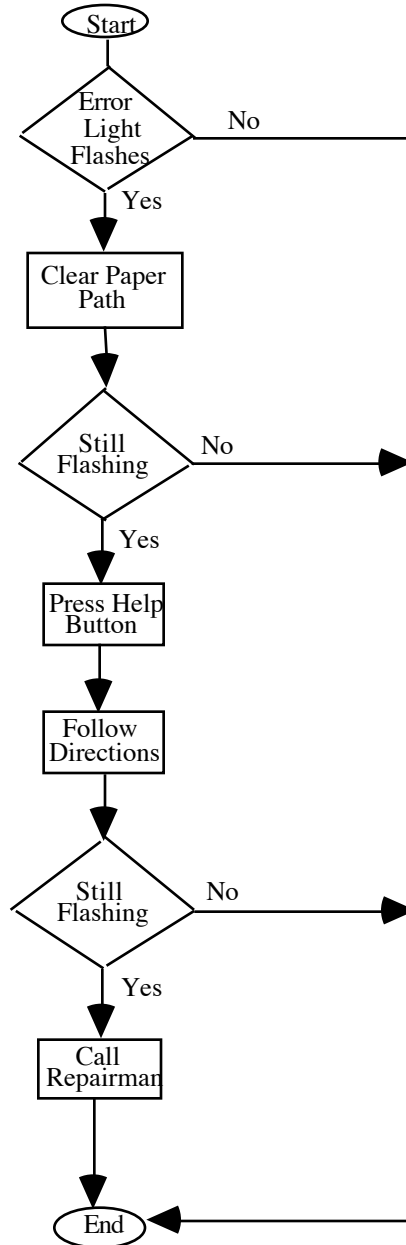 Start
Error
Light
Flashes
No
Yes
Clear Paper
Path
Still
Flashing
No
Yes
Press Help
Button
Follow
Directions
Still
Flashing
No
Yes
Call
Repairman
End